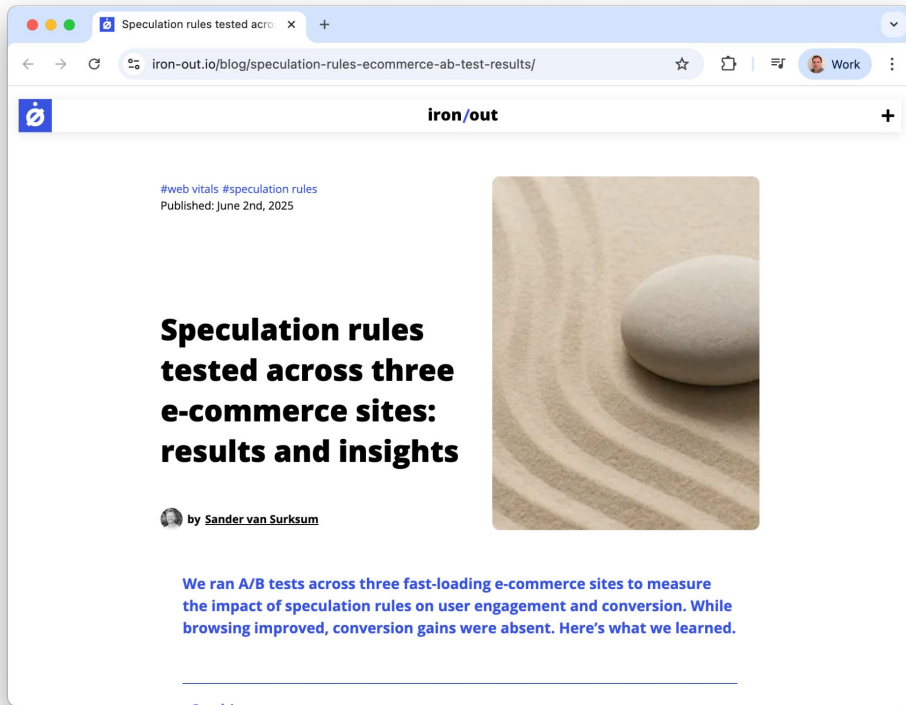 Speculation rules tested acro
iron-out.io/blog/speculation-rules-ecommerce-ab-test-results/
Work
iron/out
#web vitals #speculation rules
Published: June 2nd, 2025
Speculation rules
tested across three
e-commerce sites:
results and insights
by Sander van Surksum
We ran A/B tests across three fast-loading e-commerce sites to measure
the impact of speculation rules on user engagement and conversion. While
browsing improved, conversion gains were absent. Here’s what we learned.